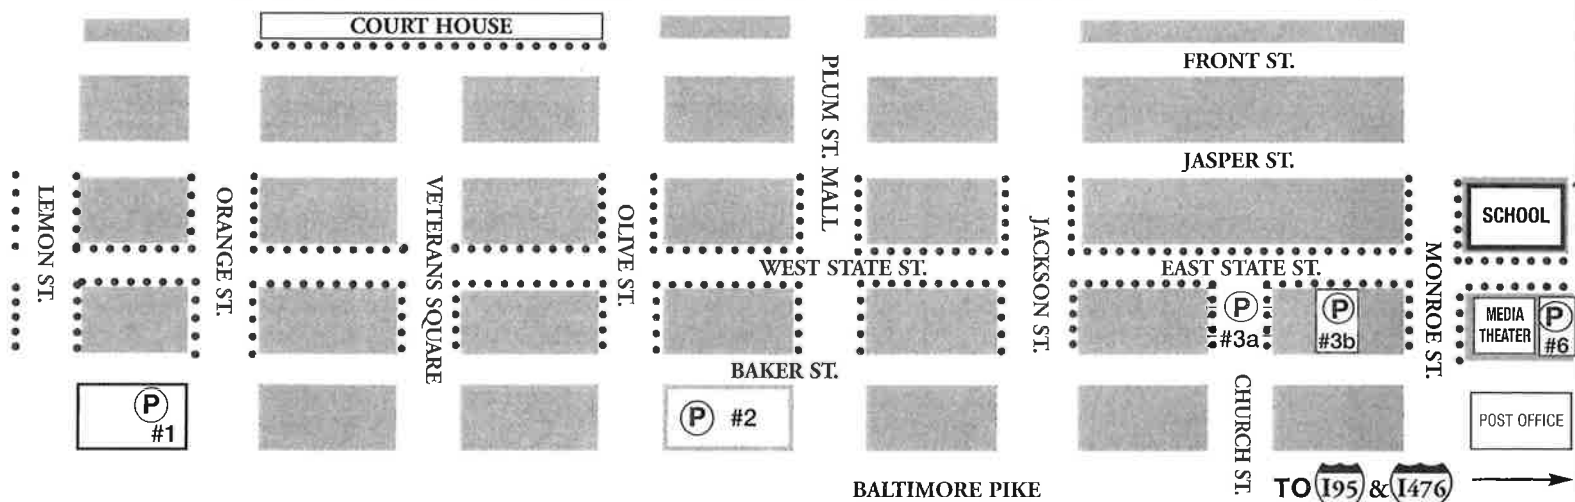 COURT HOUSE
FRONT ST.
PLUM ST. MALL
JASPER ST.
LEMON ST.
ORANGE ST.
VETERANS SQUARE
OLIVE ST.
JACKSON ST.
MONROE ST.
SCHOOL
WEST STATE ST.
EAST STATE ST.
P
#3a
P
#3b
MEDIA
THEATER
P
#6
BAKER ST.
P
#1
P #2
CHURCH ST.
POST OFFICE
BALTIMORE PIKE
TO I95 & I476